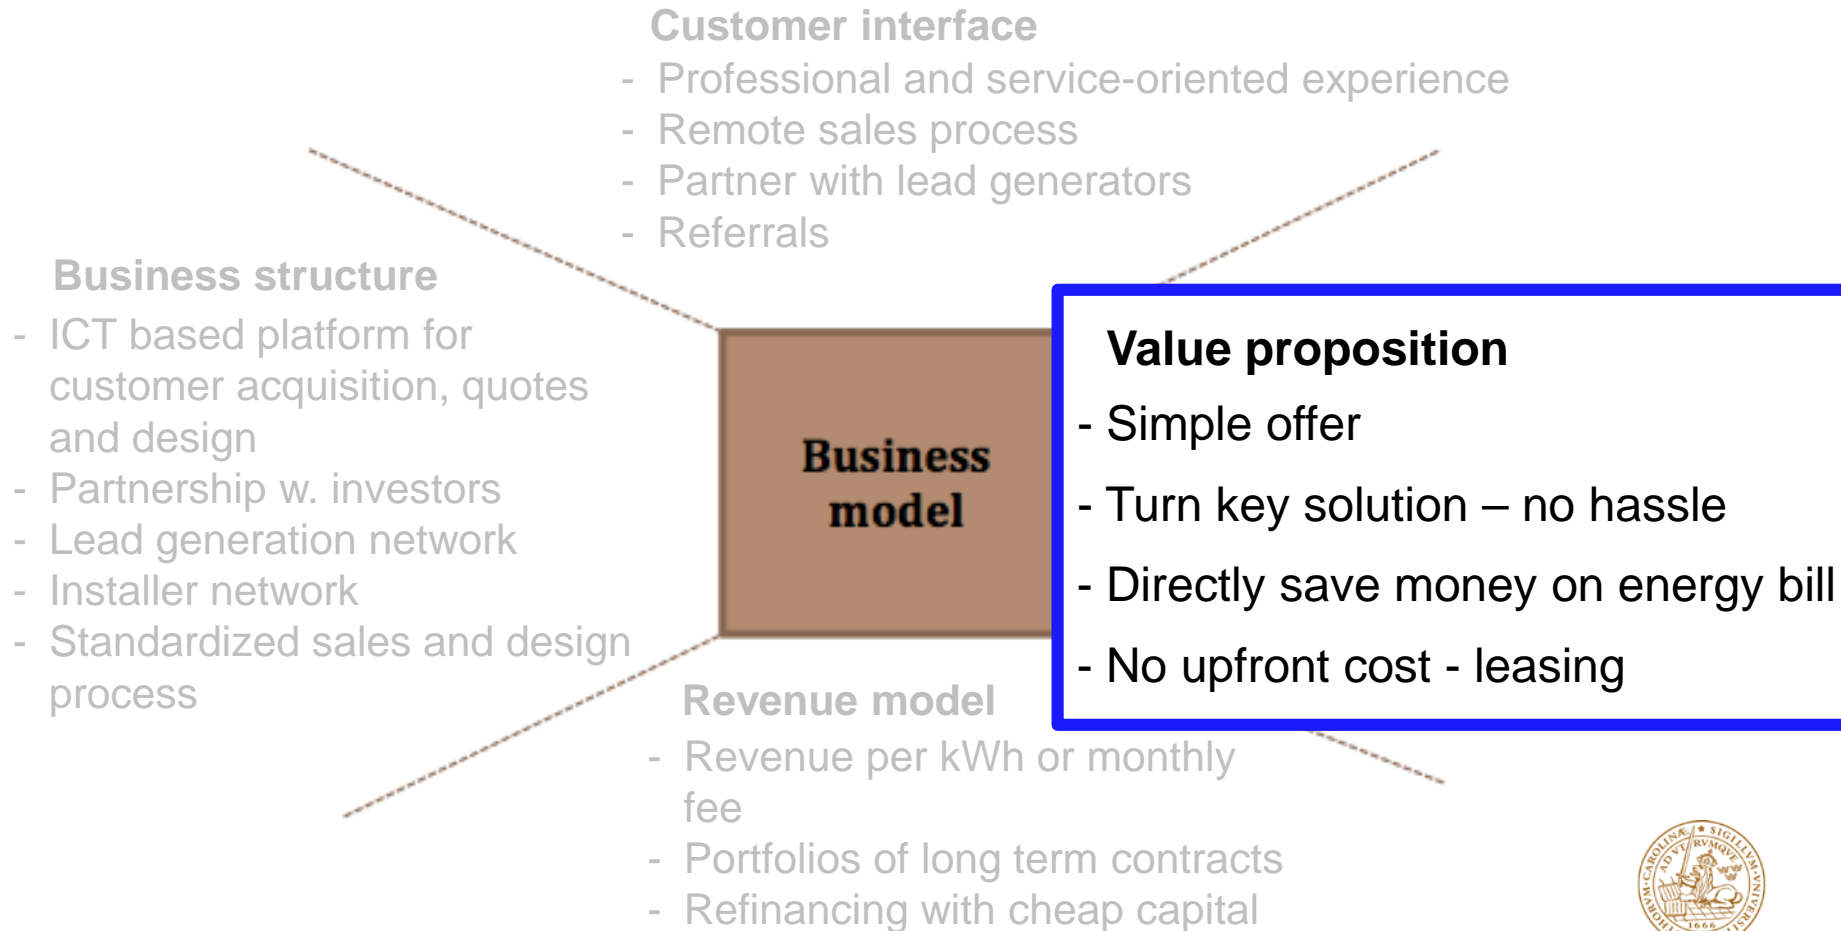 Customer interface
- Professional and service-oriented experience
- Remote sales process
- Partner with lead generators
- Referrals
Business structure
- ICT based platform for
customer acquisition, quotes
and design
- Partnership w. investors
- Lead generation network
- Installer network
- Standardized sales and design
process
Business
model
Value proposition
- Simple offer
- Turn key solution – no hassle
- Directly save money on energy bill
- No upfront cost - leasing
Revenue model
- Revenue per kWh or monthly
fee
- Portfolios of long term contracts
- Refinancing with cheap capital
AD VTRVMQVE
1666